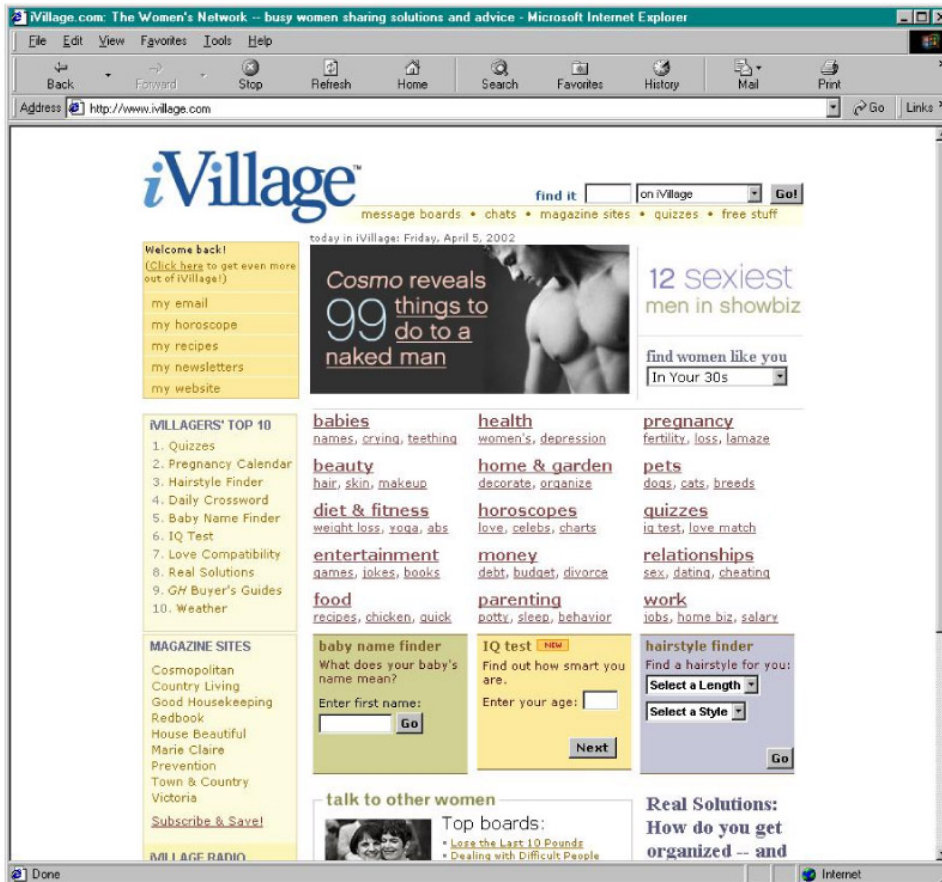 iVillage.com: The Women's Network -- busy women sharing solutions and advice - Microsoft Internet Explorer
File Edit View Favorites Tools Help
Back Forward Stop Refresh Home Search Favorites History Mail Print
Address http://www.ivillage.com Go Links
iVillage™
find it on iVillage Go!
message boards • chats • magazine sites • quizzes • free stuff
today in iVillage: Friday, April 5, 2002
Welcome back!
(Click here to get even more
out of iVillage!)
my email
my horoscope
my recipes
my newsletters
my website
Cosmo reveals
99 things to
do to a
naked man
12 sexiest
men in showbiz
find women like you
In Your 30s
iVILLAGERS' TOP 10
1. Quizzes
2. Pregnancy Calendar
3. Hairstyle Finder
4. Daily Crossword
5. Baby Name Finder
6. IQ Test
7. Love Compatibility
8. Real Solutions
9. GH Buyer's Guides
10. Weather
babies
names, crying, teething
health
women's, depression
pregnancy
fertility, loss, lamaze
beauty
hair, skin, makeup
home & garden
decorate, organize
pets
dogs, cats, breeds
diet & fitness
weight loss, yoga, abs
horoscopes
love, celebs, charts
quizzes
iq test, love match
entertainment
games, jokes, books
money
debt, budget, divorce
relationships
sex, dating, cheating
food
recipes, chicken, quick
parenting
potty, sleep, behavior
work
jobs, home biz, salary
MAGAZINE SITES
Cosmopolitan
Country Living
Good Housekeeping
Redbook
House Beautiful
Marie Claire
Prevention
Town & Country
Victoria
Subscribe & Save!
iVILLAGE RADIO
baby name finder
What does your baby's
name mean?
Enter first name:
Go
IQ test NEW
Find out how smart you
are.
Enter your age:
Next
hairstyle finder
Find a hairstyle for you:
Select a Length
Select a Style
Go
talk to other women
Top boards:
• Lose the Last 10 Pounds
• Dealing with Difficult People
Real Solutions:
How do you get
organized -- and
Done Internet